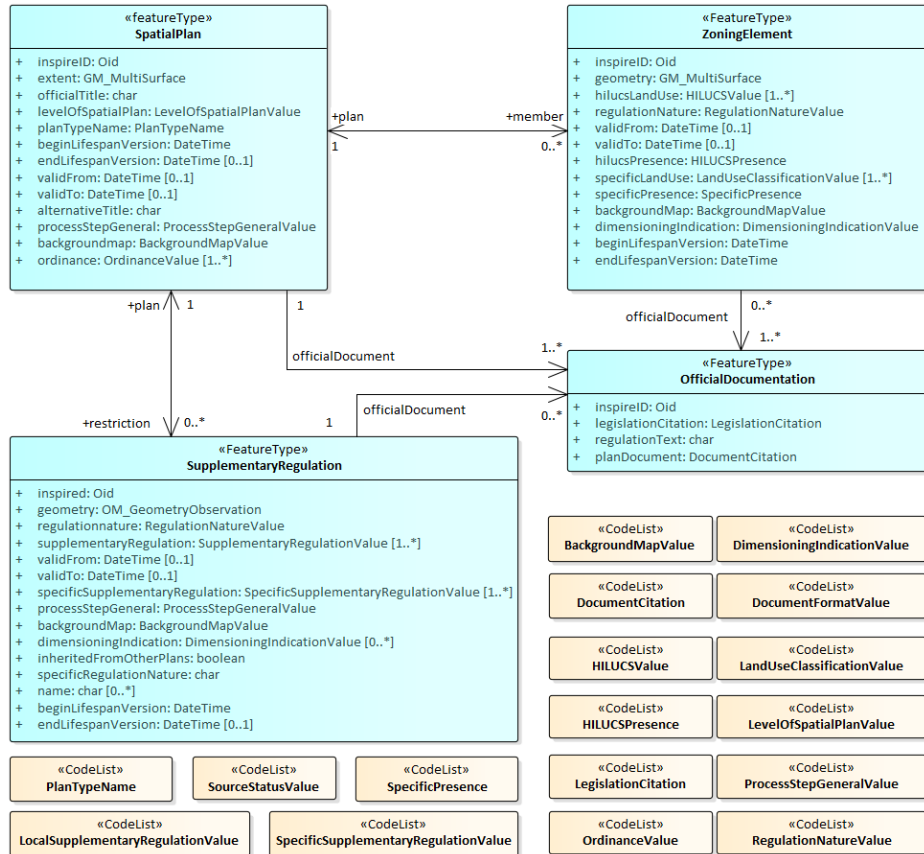 «featureType»
SpatialPlan
+ inspireID: Oid
+ extent: GM_MultiSurface
+ officialTitle: char
+ levelOfSpatialPlan: LevelOfSpatialPlanValue
+ planTypeName: PlanTypeName
+ beginLifespanVersion: DateTime
+ endLifespanVersion: DateTime [0..1]
+ validFrom: DateTime [0..1]
+ validTo: DateTime [0..1]
+ alternativeTitle: char
+ processStepGeneral: ProcessStepGeneralValue
+ backgroundmap: BackgroundMapValue
+ ordinance: OrdinanceValue [1..*]
+plan
1
+member
0..*
«FeatureType»
ZoningElement
+ inspireID: Oid
+ geometry: GM_MultiSurface
+ hilucsLandUse: HILUCSValue [1..*]
+ regulationNature: RegulationNatureValue
+ validFrom: DateTime [0..1]
+ validTo: DateTime [0..1]
+ hilucsPresence: HILUCSPresence
+ specificLandUse: LandUseClassificationValue [1..*]
+ specificPresence: SpecificPresence
+ backgroundMap: BackgroundMapValue
+ dimensioningIndication: DimensioningIndicationValue
+ beginLifespanVersion: DateTime
+ endLifespanVersion: DateTime
+plan
1
1
officialDocument
1..*
0..*
officialDocument
1..*
«FeatureType»
OfficialDocumentation
+ inspireID: Oid
+ legislationCitation: LegislationCitation
+ regulationText: char
+ planDocument: DocumentCitation
+restriction
0..*
1
officialDocument
0..*
«FeatureType»
SupplementaryRegulation
+ inspired: Oid
+ geometry: OM_GeometryObservation
+ regulationnature: RegulationNatureValue
+ supplementaryRegulation: SupplementaryRegulationValue [1..*]
+ validFrom: DateTime [0..1]
+ validTo: DateTime [0..1]
+ specificSupplementaryRegulation: SpecificSupplementaryRegulationValue [1..*]
+ processStepGeneral: ProcessStepGeneralValue
+ backgroundMap: BackgroundMapValue
+ dimensioningIndication: DimensioningIndicationValue [0..*]
+ inheritedFromOtherPlans: boolean
+ specificRegulationNature: char
+ name: char [0..*]
+ beginLifespanVersion: DateTime
+ endLifespanVersion: DateTime [0..1]
«CodeList»
BackgroundMapValue
«CodeList»
DimensioningIndicationValue
«CodeList»
DocumentCitation
«CodeList»
DocumentFormatValue
«CodeList»
HILUCSValue
«CodeList»
LandUseClassificationValue
«CodeList»
HILUCSPresence
«CodeList»
LevelOfSpatialPlanValue
«CodeList»
PlanTypeName
«CodeList»
SourceStatusValue
«CodeList»
SpecificPresence
«CodeList»
LegislationCitation
«CodeList»
ProcessStepGeneralValue
«CodeList»
LocalSupplementaryRegulationValue
«CodeList»
SpecificSupplementaryRegulationValue
«CodeList»
OrdinanceValue
«CodeList»
RegulationNatureValue